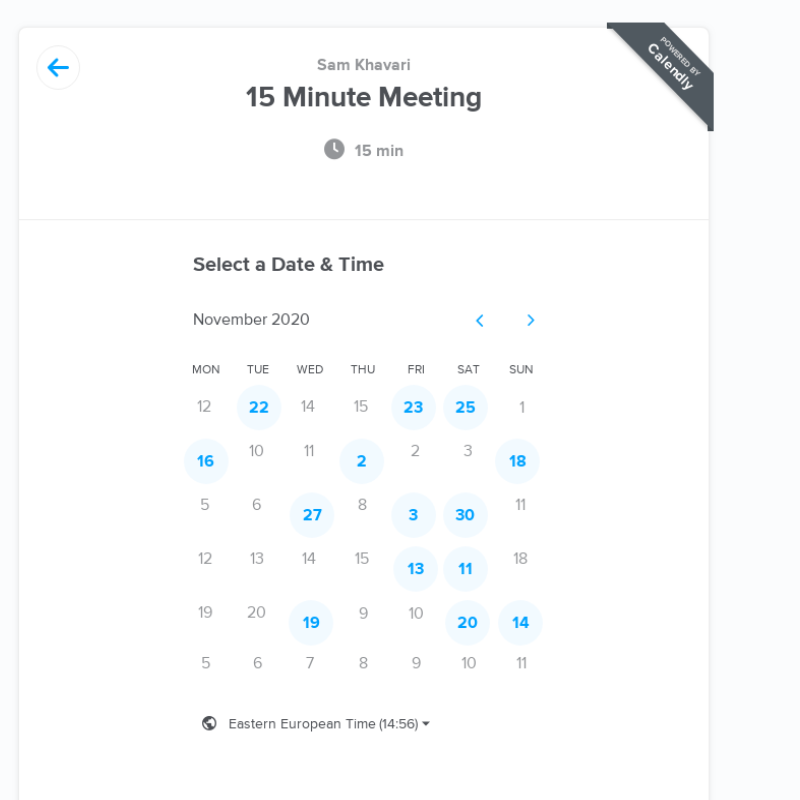 Sam Khavari
POWERED BY
Calendly
15 Minute Meeting
15 min
Select a Date & Time
November 2020
MON TUE WED THU FRI SAT SUN
12 22 14 15 23 25 1
16 10 11 2 2 3 18
5 6 27 8 3 30 11
12 13 14 15 13 11 18
19 20 19 9 10 20 14
5 6 7 8 9 10 11
Eastern European Time (14:56)